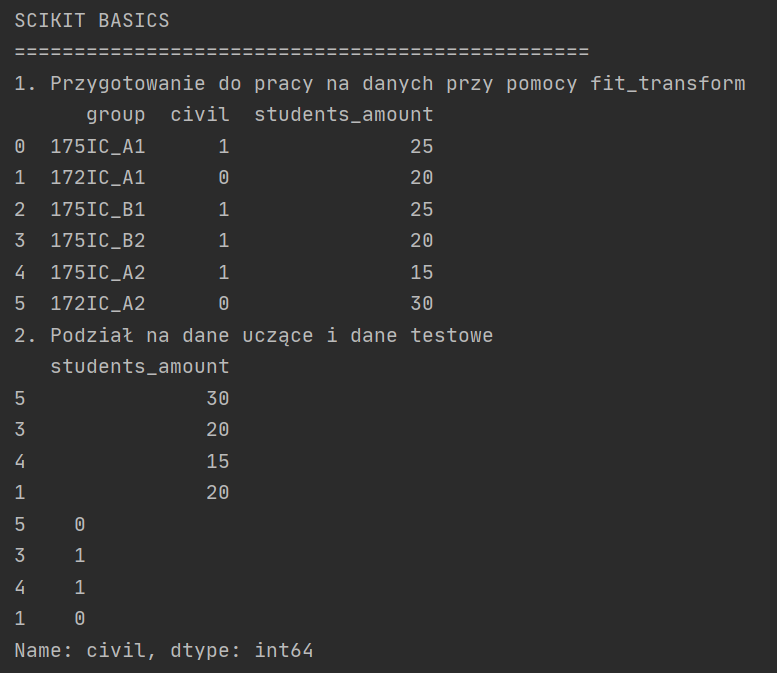 SCIKIT BASICS
================================================
1. Przygotowanie do pracy na danych przy pomocy fit_transform
      group  civil  students_amount
0  175IC_A1      1               25
1  172IC_A1      0               20
2  175IC_B1      1               25
3  175IC_B2      1               20
4  175IC_A2      1               15
5  172IC_A2      0               30
2. Podział na dane uczące i dane testowe
   students_amount
5               30
3               20
4               15
1               20
5    0
3    1
4    1
1    0
Name: civil, dtype: int64